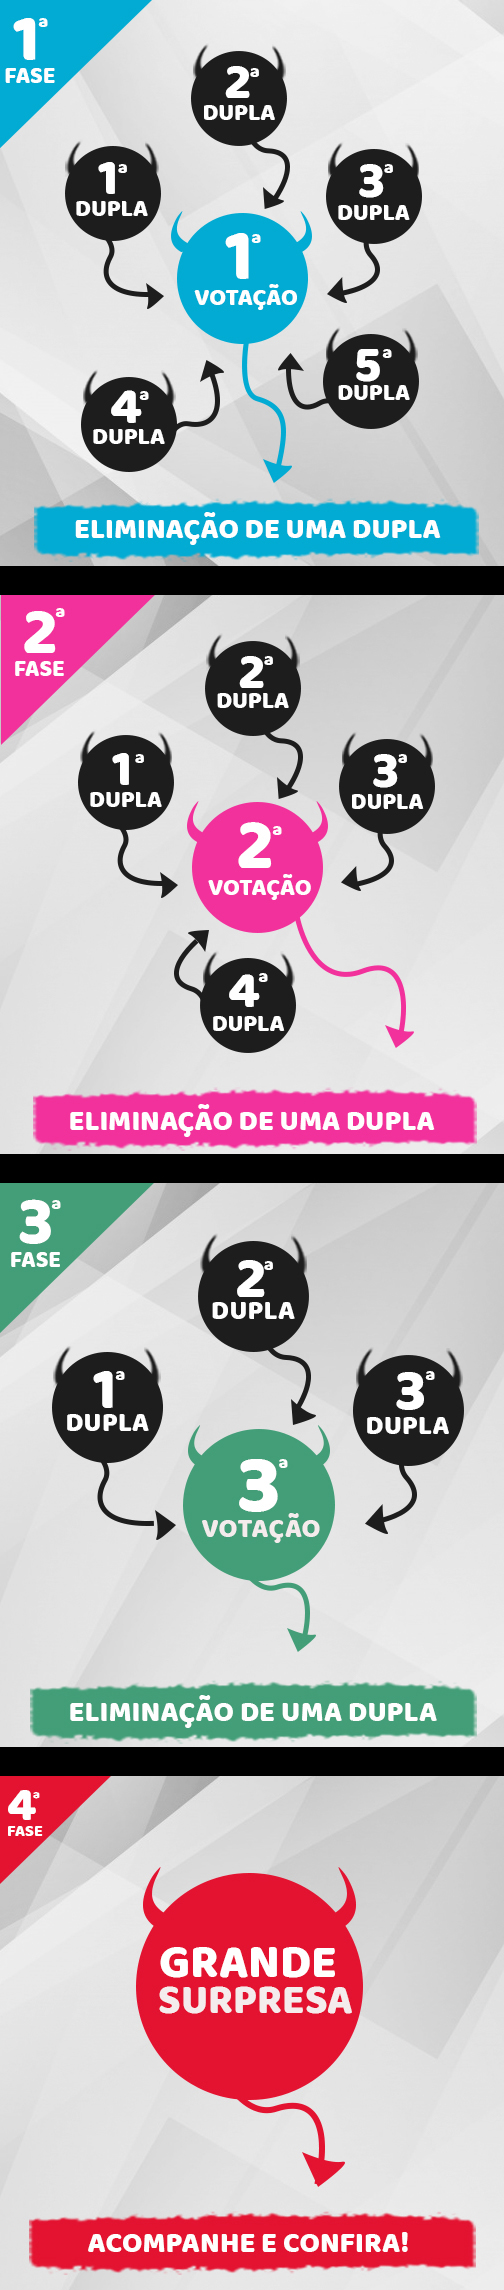 1ª
FASE
2ª
DUPLA
1ª
DUPLA
3ª
DUPLA
1ª
VOTAÇÃO
5ª
DUPLA
4ª
DUPLA
ELIMINAÇÃO DE UMA DUPLA
2ª
FASE
2ª
DUPLA
1ª
DUPLA
3ª
DUPLA
2ª
VOTAÇÃO
4ª
DUPLA
ELIMINAÇÃO DE UMA DUPLA
3ª
FASE
2ª
DUPLA
1ª
DUPLA
3ª
DUPLA
3ª
VOTAÇÃO
ELIMINAÇÃO DE UMA DUPLA
4ª
FASE
GRANDE
SURPRESA
ACOMPANHE E CONFIRA!